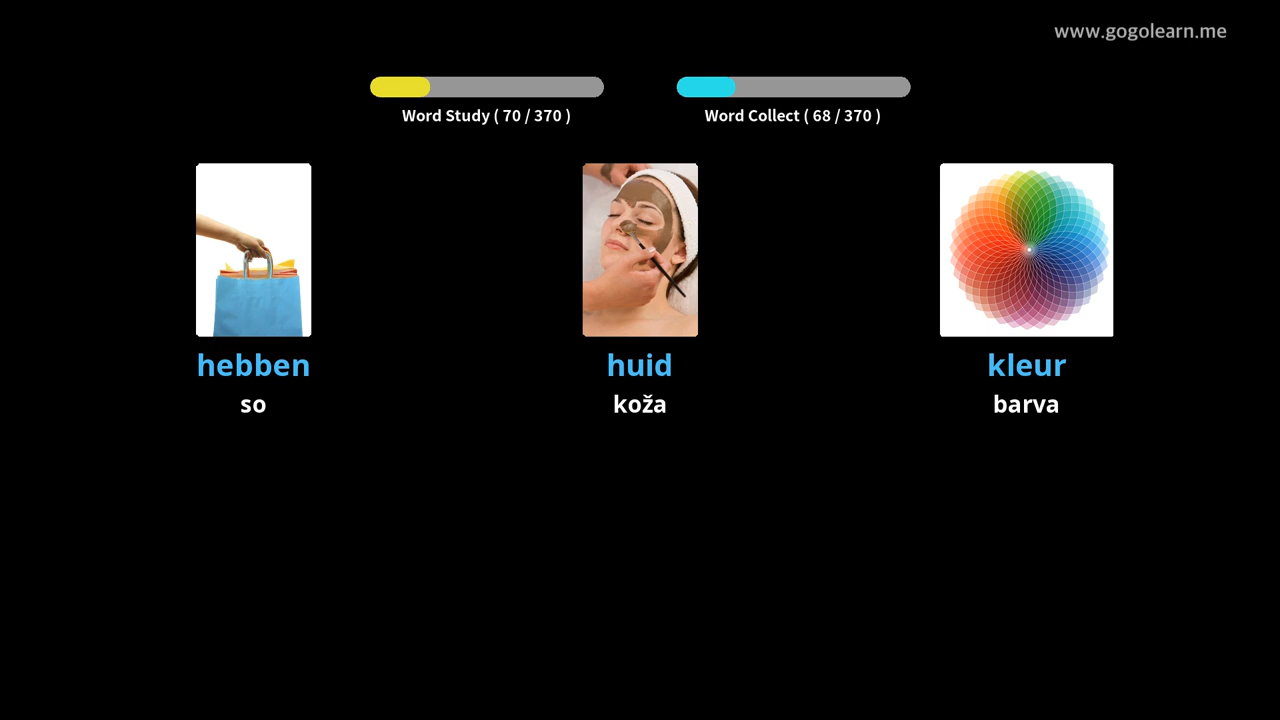 www.gogolearn.me
Word Study ( 70 / 370 )
Word Collect ( 68 / 370 )
hebben
so
huid
koža
kleur
barva